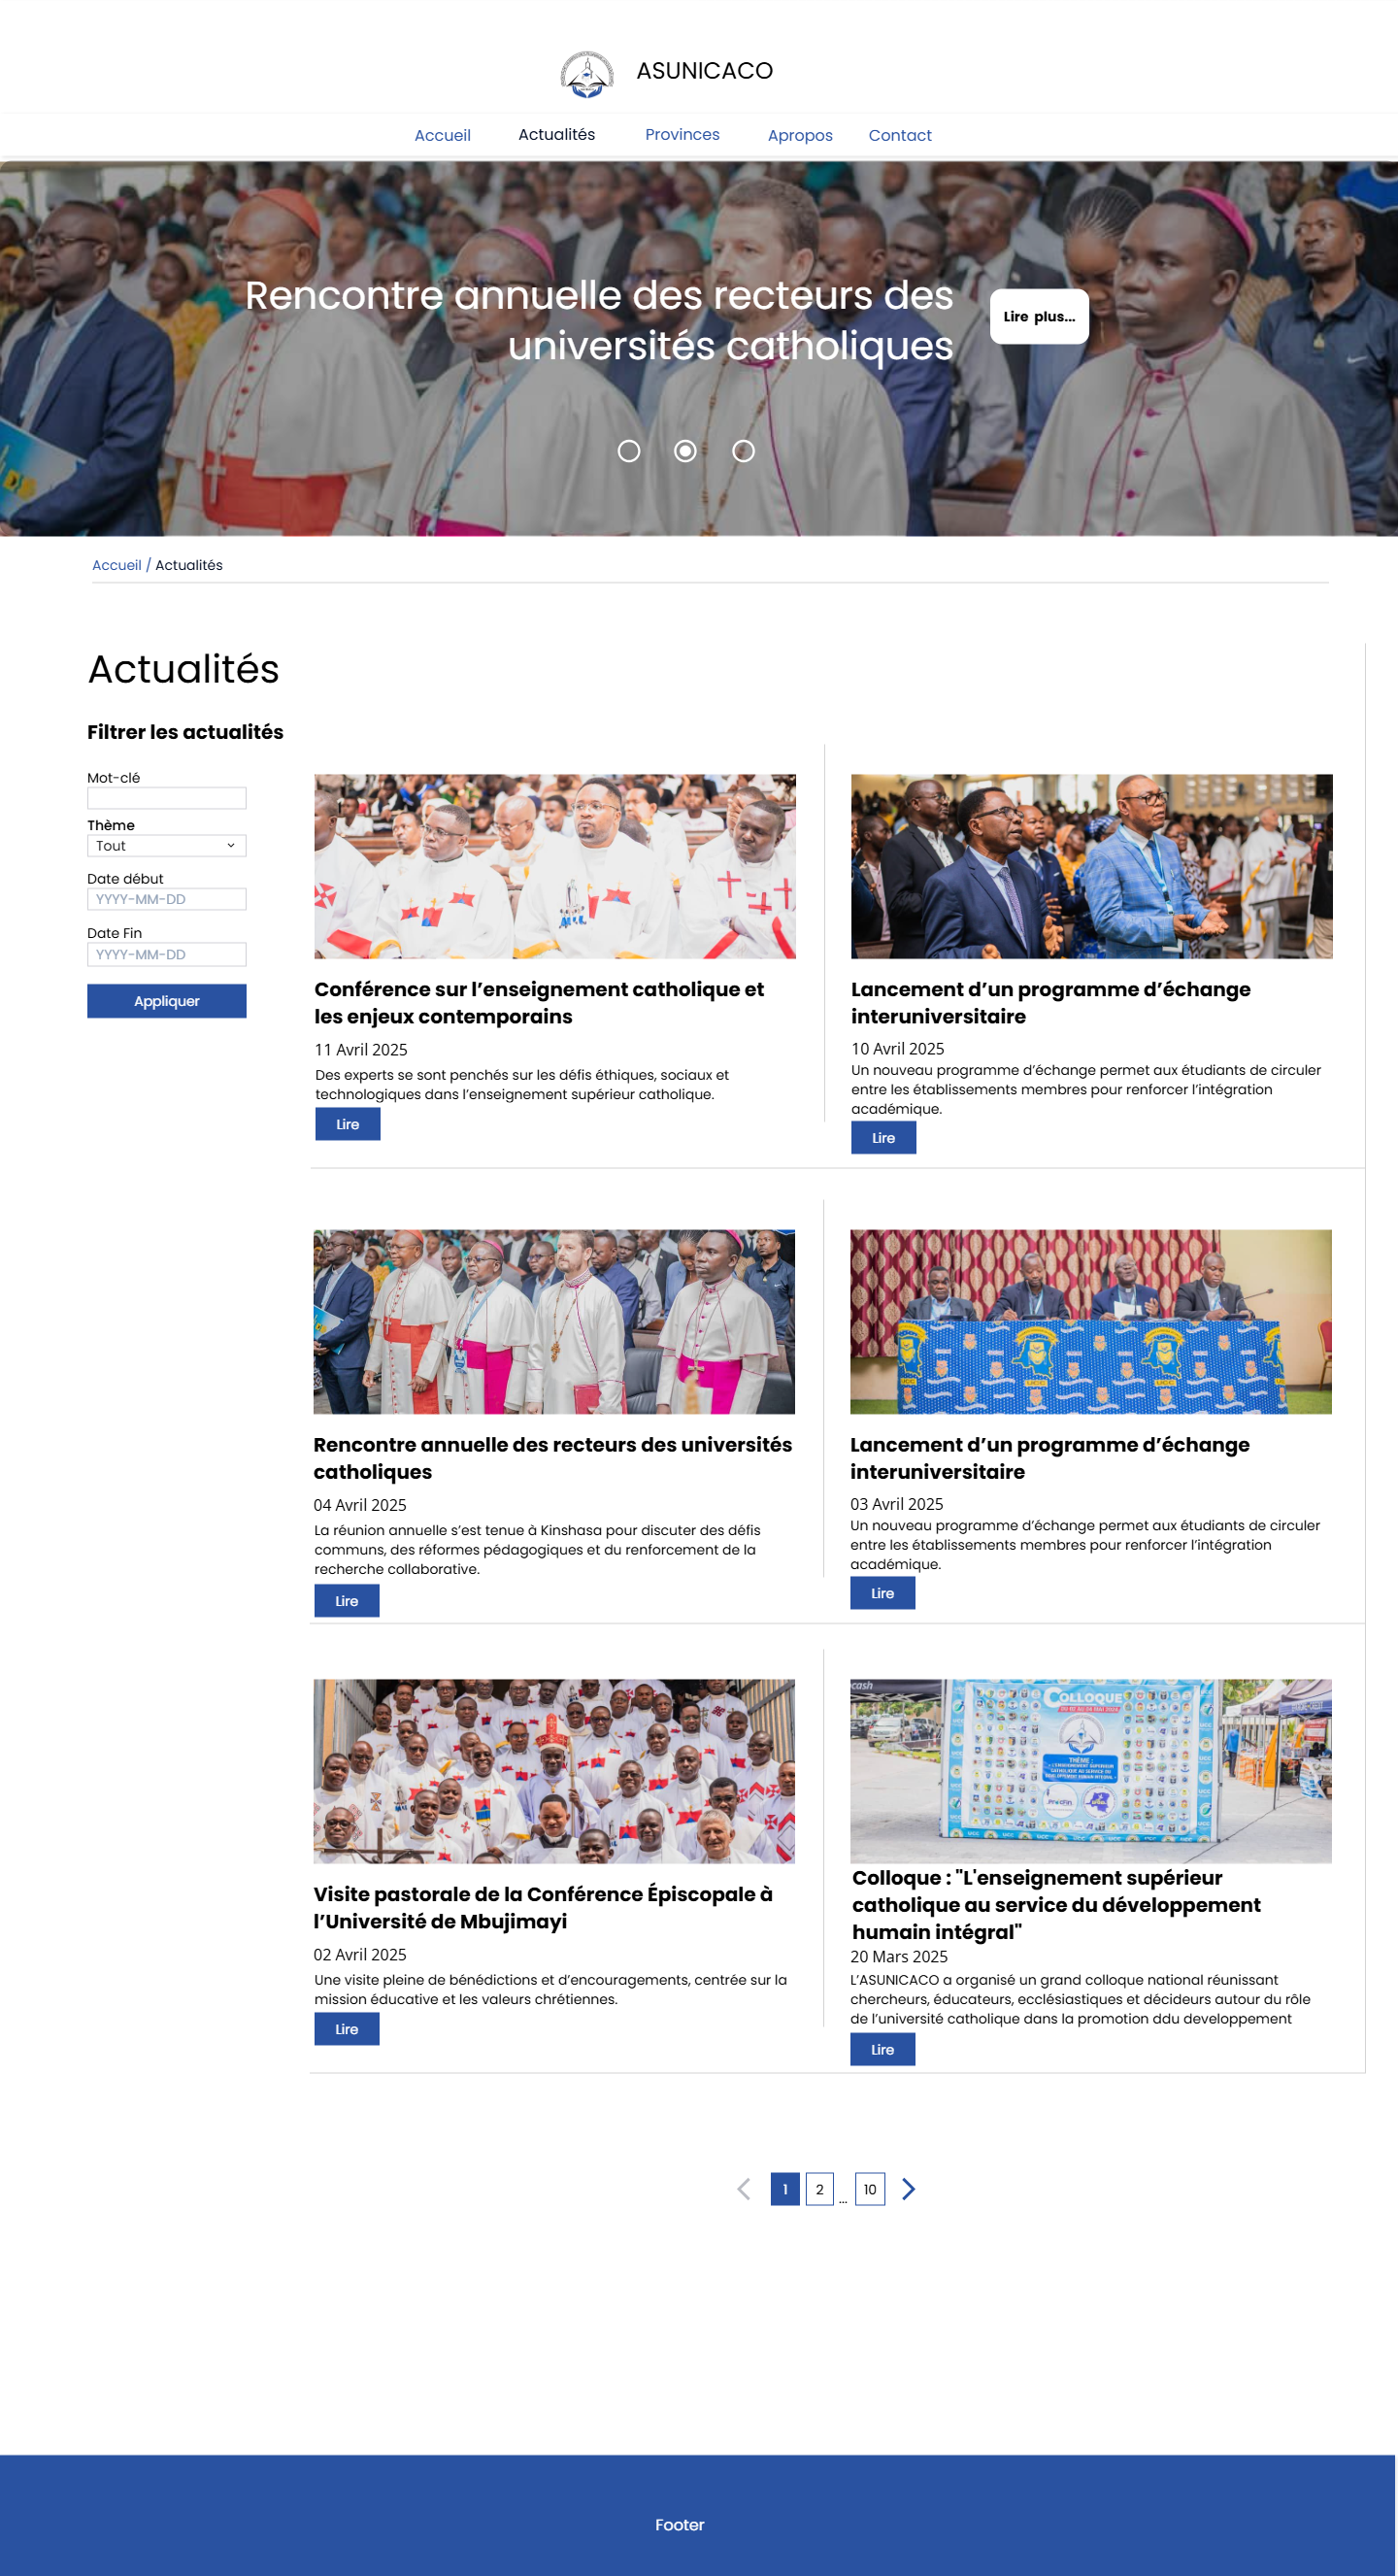 ASUNICACO
Accueil
Actualités
Provinces
Apropos
Contact
Rencontre annuelle des recteurs des
universités catholiques
Lire plus...
Accueil / Actualités
Actualités
Filtrer les actualités
Mot-clé
Thème
Tout
Date début
YYYY-MM-DD
Date Fin
YYYY-MM-DD
Appliquer
Conférence sur l’enseignement catholique et
les enjeux contemporains
11 Avril 2025
Des experts se sont penchés sur les défis éthiques, sociaux et
technologiques dans l’enseignement supérieur catholique.
Lire
Lancement d’un programme d’échange
interuniversitaire
10 Avril 2025
Un nouveau programme d’échange permet aux étudiants de circuler
entre les établissements membres pour renforcer l’intégration
académique.
Lire
Rencontre annuelle des recteurs des universités
catholiques
04 Avril 2025
La réunion annuelle s’est tenue à Kinshasa pour discuter des défis
communs, des réformes pédagogiques et du renforcement de la
recherche collaborative.
Lire
UCC
UCC
UCC
Lancement d’un programme d’échange
interuniversitaire
03 Avril 2025
Un nouveau programme d’échange permet aux étudiants de circuler
entre les établissements membres pour renforcer l’intégration
académique.
Lire
Visite pastorale de la Conférence Épiscopale à
l’Université de Mbujimayi
02 Avril 2025
Une visite pleine de bénédictions et d’encouragements, centrée sur la
mission éducative et les valeurs chrétiennes.
Lire
cash
COLLOQUE
THÈME :
Colloque : "L'enseignement supérieur
catholique au service du développement
humain intégral"
20 Mars 2025
L’ASUNICACO a organisé un grand colloque national réunissant
chercheurs, éducateurs, ecclésiastiques et décideurs autour du rôle
de l’université catholique dans la promotion ddu developpement
Lire
1
2
...
10
Footer